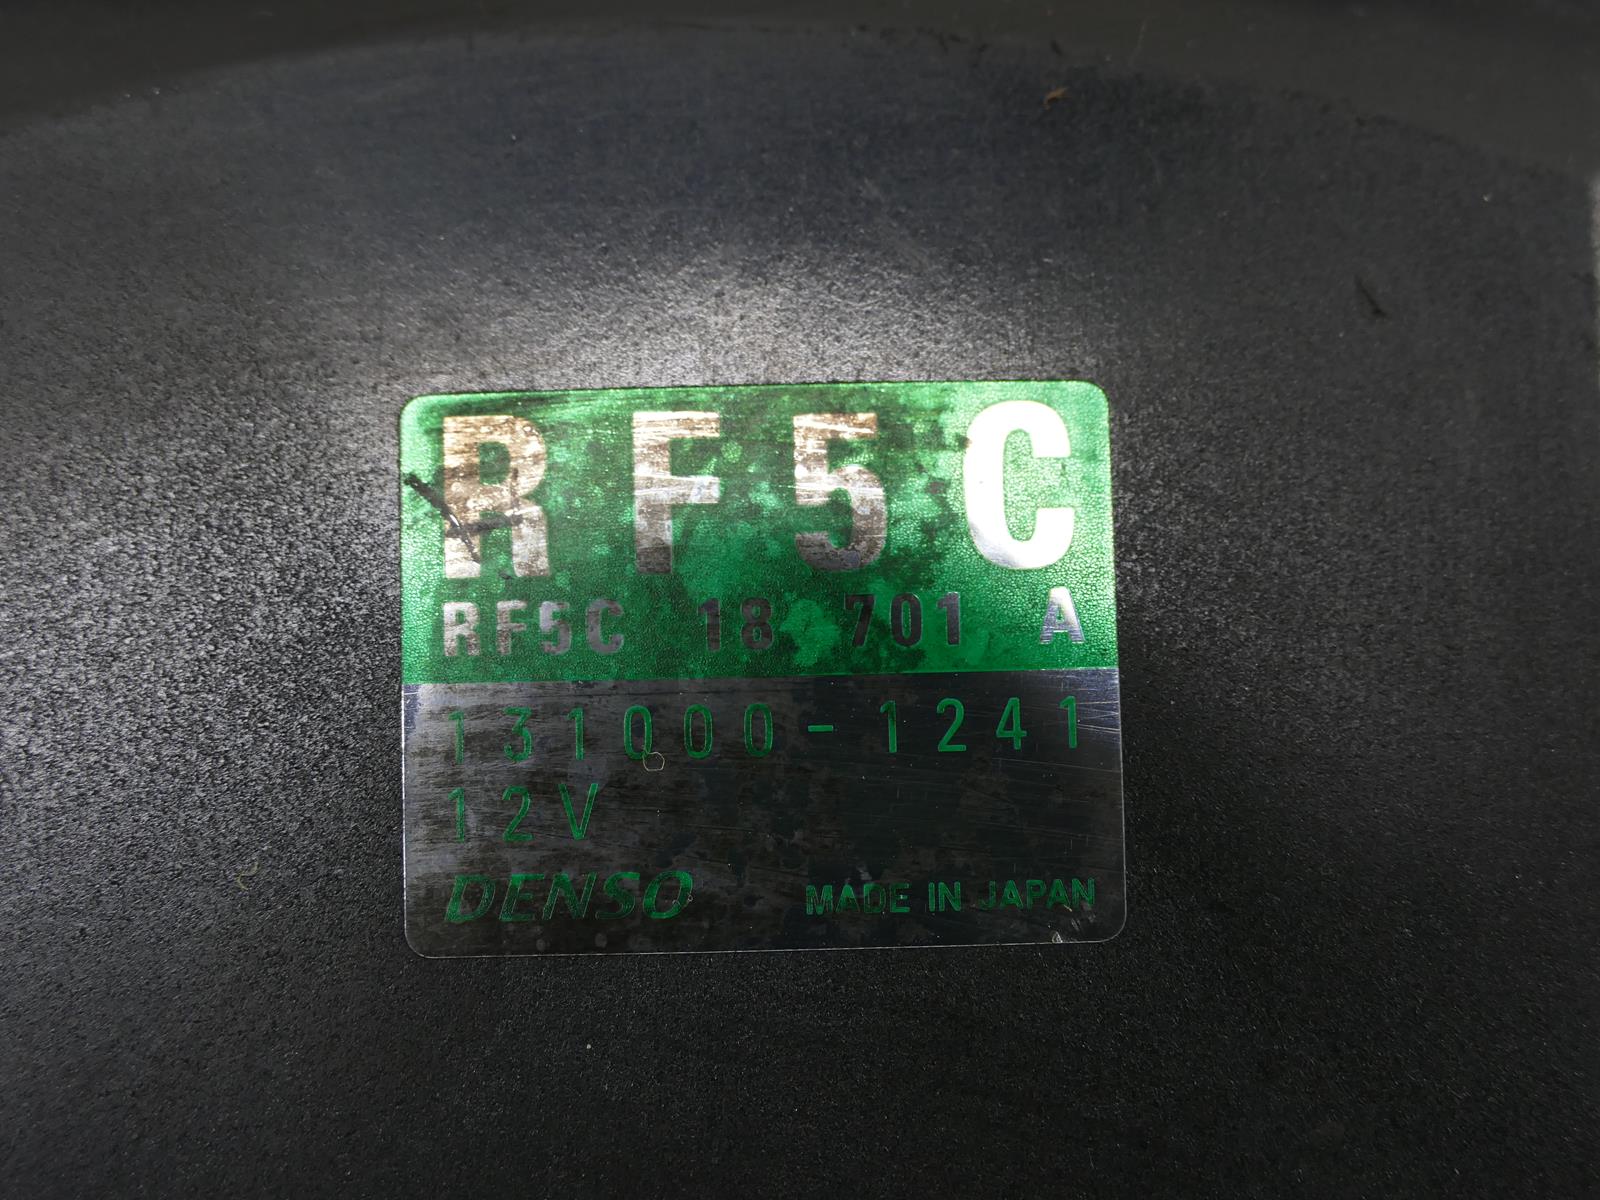 RF5C
RF5C 18 701 A
131000-1241
12V
DENSO MADE IN JAPAN